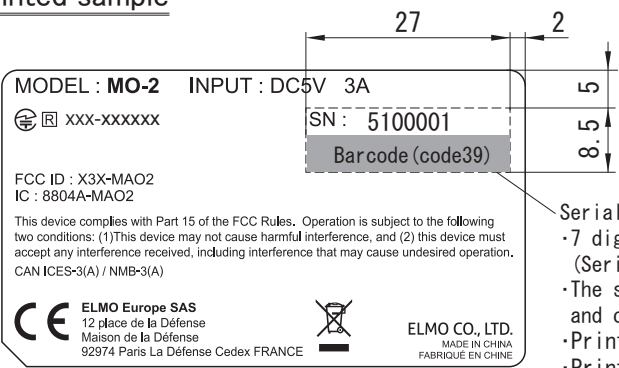 inted sample
27
2
5
8.5
MODEL : MO-2 INPUT : DC5V 3A
R XXX-XXXXXX
SN : 5100001
Barcode(code39)
FCC ID : X3X-MAO2
IC : 8804A-MAO2
This device complies with Part 15 of the FCC Rules. Operation is subject to the following
two conditions: (1)This device may not cause harmful interference, and (2) this device must
accept any interference received, including interference that may cause undesired operation.
CAN ICES-3(A) / NMB-3(A)
CE
ELMO Europe SAS
12 place de la Défense
Maison de la Défense
92974 Paris La Défense Cedex FRANCE
ELMO CO., LTD.
MADE IN CHINA
FABRIQUÉ EN CHINE
Serial
·7 dig
(Seri
·The s
and c
·Print
·Print